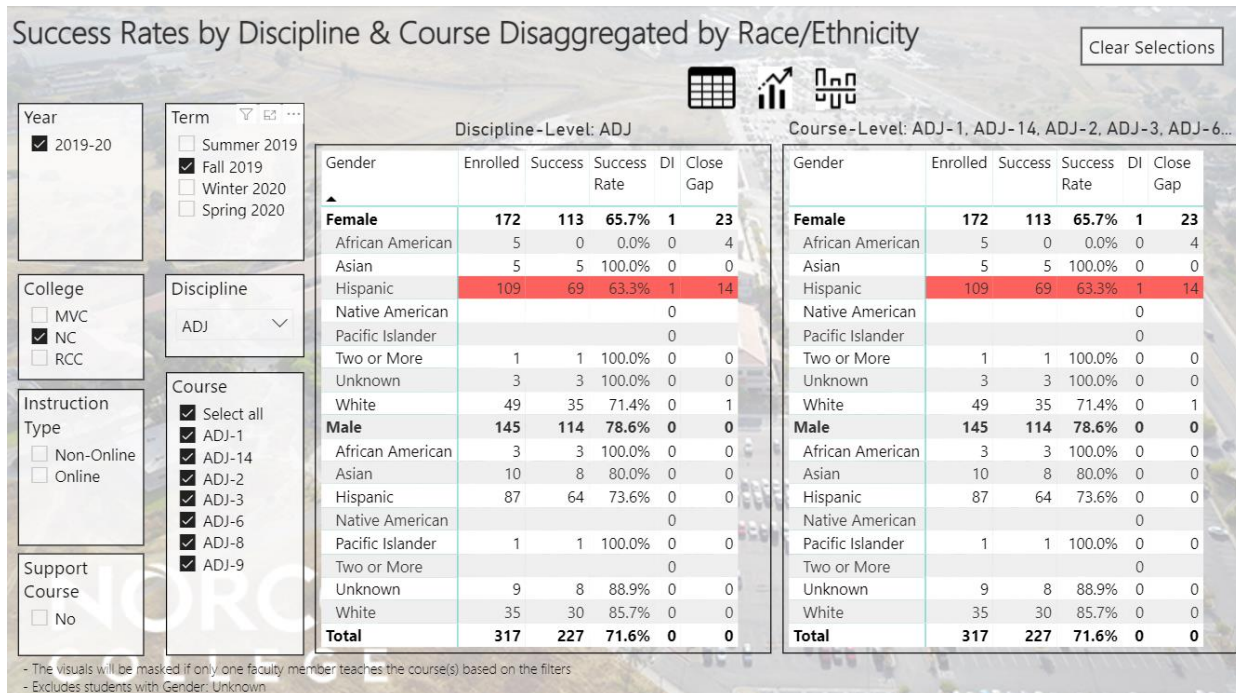 Success Rates by Discipline & Course Disaggregated by Race/Ethnicity
Clear Selections
Year
2019-20
Term
Summer 2019
Fall 2019
Winter 2020
Spring 2020
College
MVC
NC
RCC
Discipline
ADJ
Instruction
Type
Non-Online
Online
Course
Select all
ADJ-1
ADJ-14
ADJ-2
ADJ-3
ADJ-6
ADJ-8
ADJ-9
Support
Course
No
Discipline-Level: ADJ
Gender Enrolled Success Success Rate DI Close Gap
Female 172 113 65.7% 1 23
African American 5 0 0.0% 0 4
Asian 5 5 100.0% 0 0
Hispanic 109 69 63.3% 1 14
Native American 0
Pacific Islander 0
Two or More 1 1 100.0% 0 0
Unknown 3 3 100.0% 0 0
White 49 35 71.4% 0 1
Male 145 114 78.6% 0 0
African American 3 3 100.0% 0 0
Asian 10 8 80.0% 0 0
Hispanic 87 64 73.6% 0 0
Native American 0
Pacific Islander 1 1 100.0% 0 0
Two or More 0
Unknown 9 8 88.9% 0 0
White 35 30 85.7% 0 0
Total 317 227 71.6% 0 0
Course-Level: ADJ-1, ADJ-14, ADJ-2, ADJ-3, ADJ-6...
Gender Enrolled Success Success Rate DI Close Gap
Female 172 113 65.7% 1 23
African American 5 0 0.0% 0 4
Asian 5 5 100.0% 0 0
Hispanic 109 69 63.3% 1 14
Native American 0
Pacific Islander 0
Two or More 1 1 100.0% 0 0
Unknown 3 3 100.0% 0 0
White 49 35 71.4% 0 1
Male 145 114 78.6% 0 0
African American 3 3 100.0% 0 0
Asian 10 8 80.0% 0 0
Hispanic 87 64 73.6% 0 0
Native American 0
Pacific Islander 1 1 100.0% 0 0
Two or More 0
Unknown 9 8 88.9% 0 0
White 35 30 85.7% 0 0
Total 317 227 71.6% 0 0
- The visuals will be masked if only one faculty member teaches the course(s) based on the filters
- Excludes students with Gender: Unknown